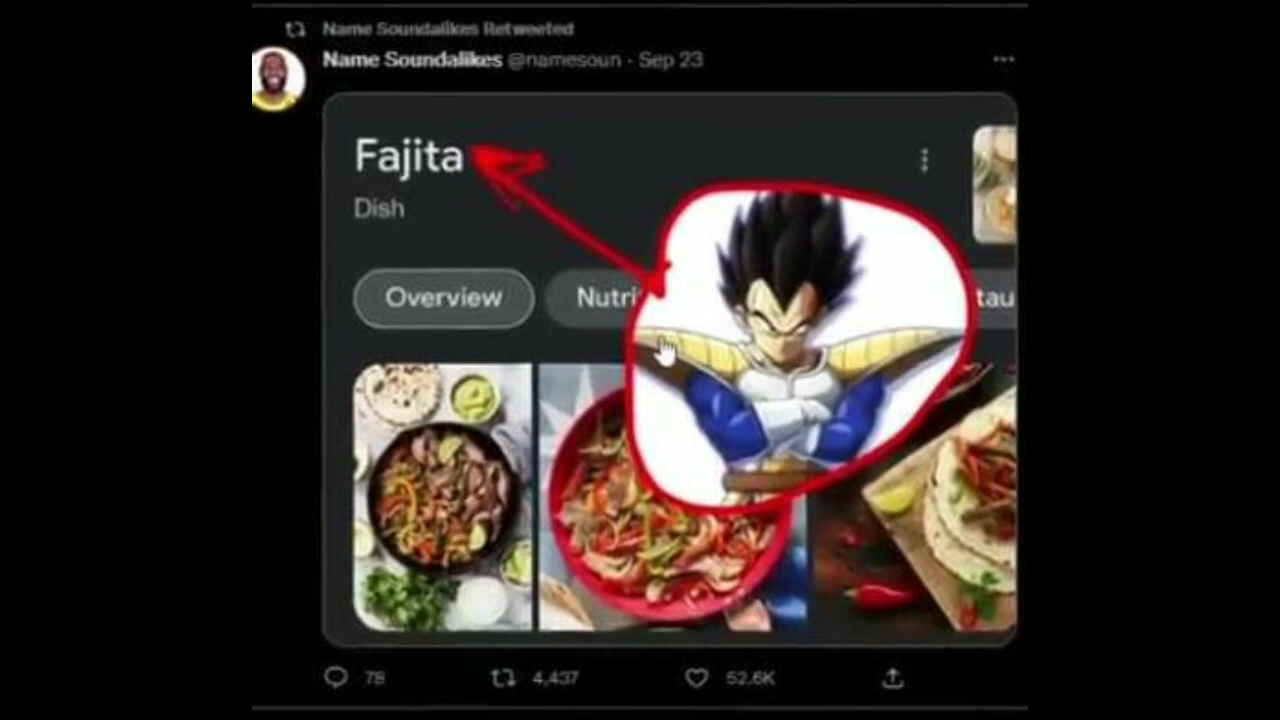 Name Soundalikes Retweeted
Name Soundalikes @namesoun · Sep 23
Fajita
Dish
Overview Nutri tau
78 4,437 52.6K